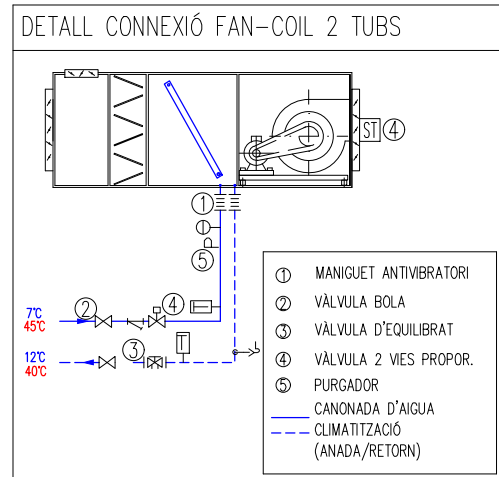 DETALL CONNEXIÓ FAN-COIL 2 TUBS
ST 4
1
5
4
2
7°C
45°C
3
T
12°C
40°C
1 MANIGUET ANTIVIBRATORI
2 VÀLVULA BOLA
3 VÀLVULA D'EQUILIBRAT
4 VÀLVULA 2 VIES PROPOR.
5 PURGADOR
CANONADA D'AIGUA
CLIMATITZACIÓ
(ANADA/RETORN)